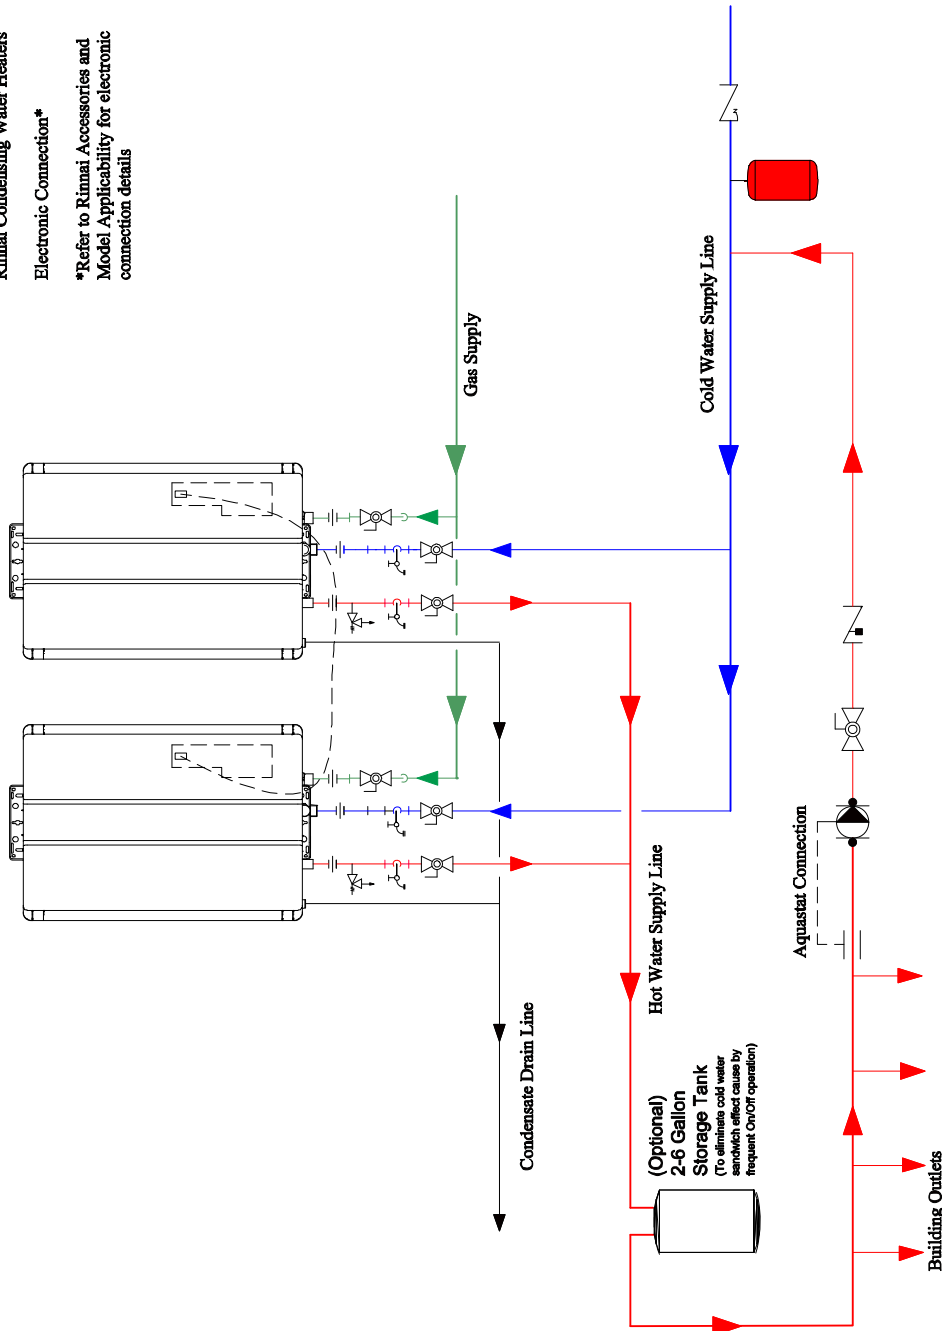 Rinnai Condensing Water Heaters
Electronic Connection*
*Refer to Rinnai Accessories and
Model Applicability for electronic
connection details
Gas Supply
Cold Water Supply Line
Hot Water Supply Line
Aquastat Connection
Condensate Drain Line
(Optional)
2-6 Gallon
Storage Tank
(To eliminate cold water
sandwich effect cause by
frequent On/Off operation)
Building Outlets